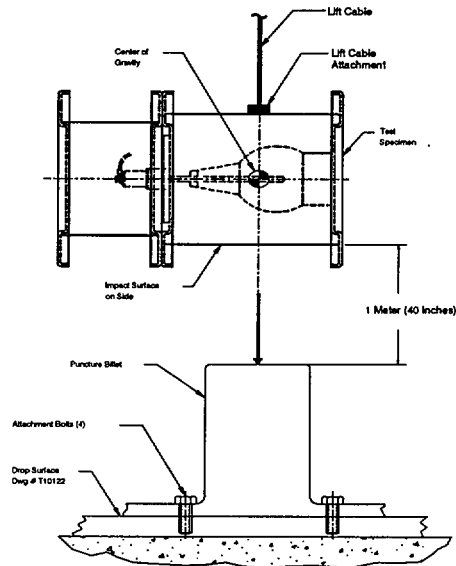 Lift Cable
Center of
Gravity
Lift Cable
Attachment
Test
Specimen
Impact Surface
on Side
1 Meter (40 Inches)
Puncture Billet
Attachment Bolts (4)
Drop Surface
Dwg # T10122